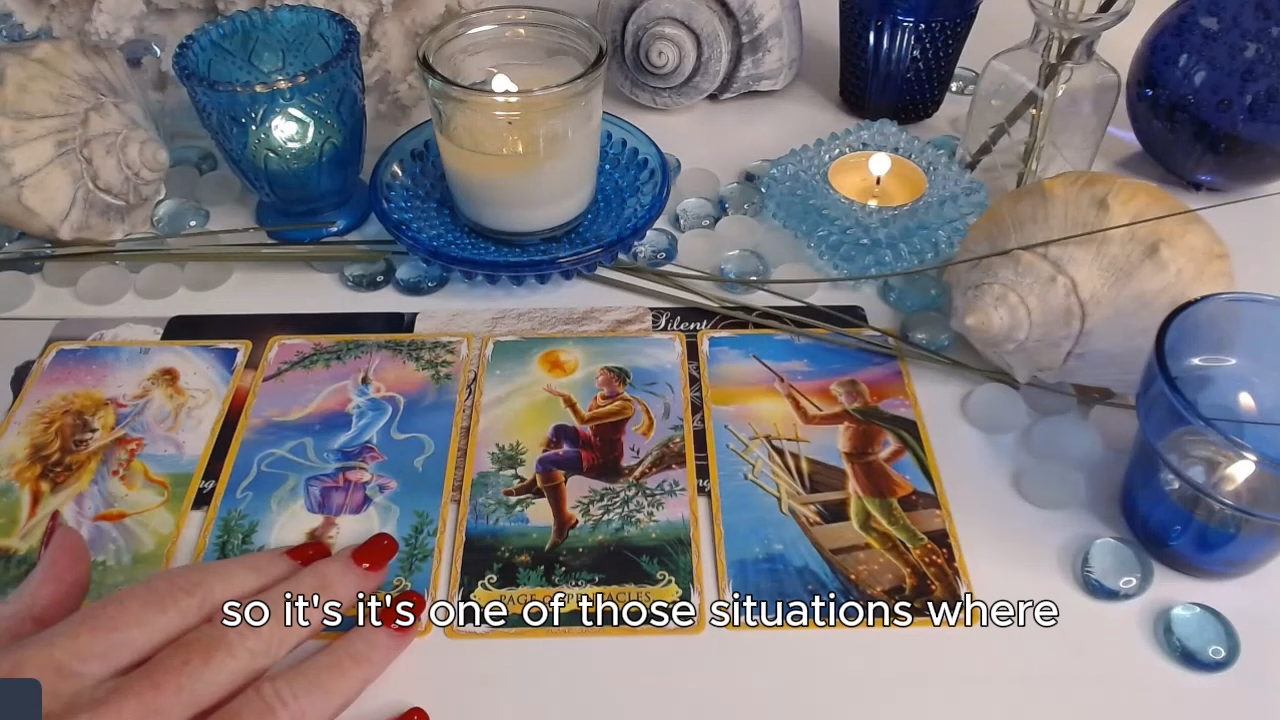 Silent
PAGE OF PENTACLES
so it's it's one of those situations where